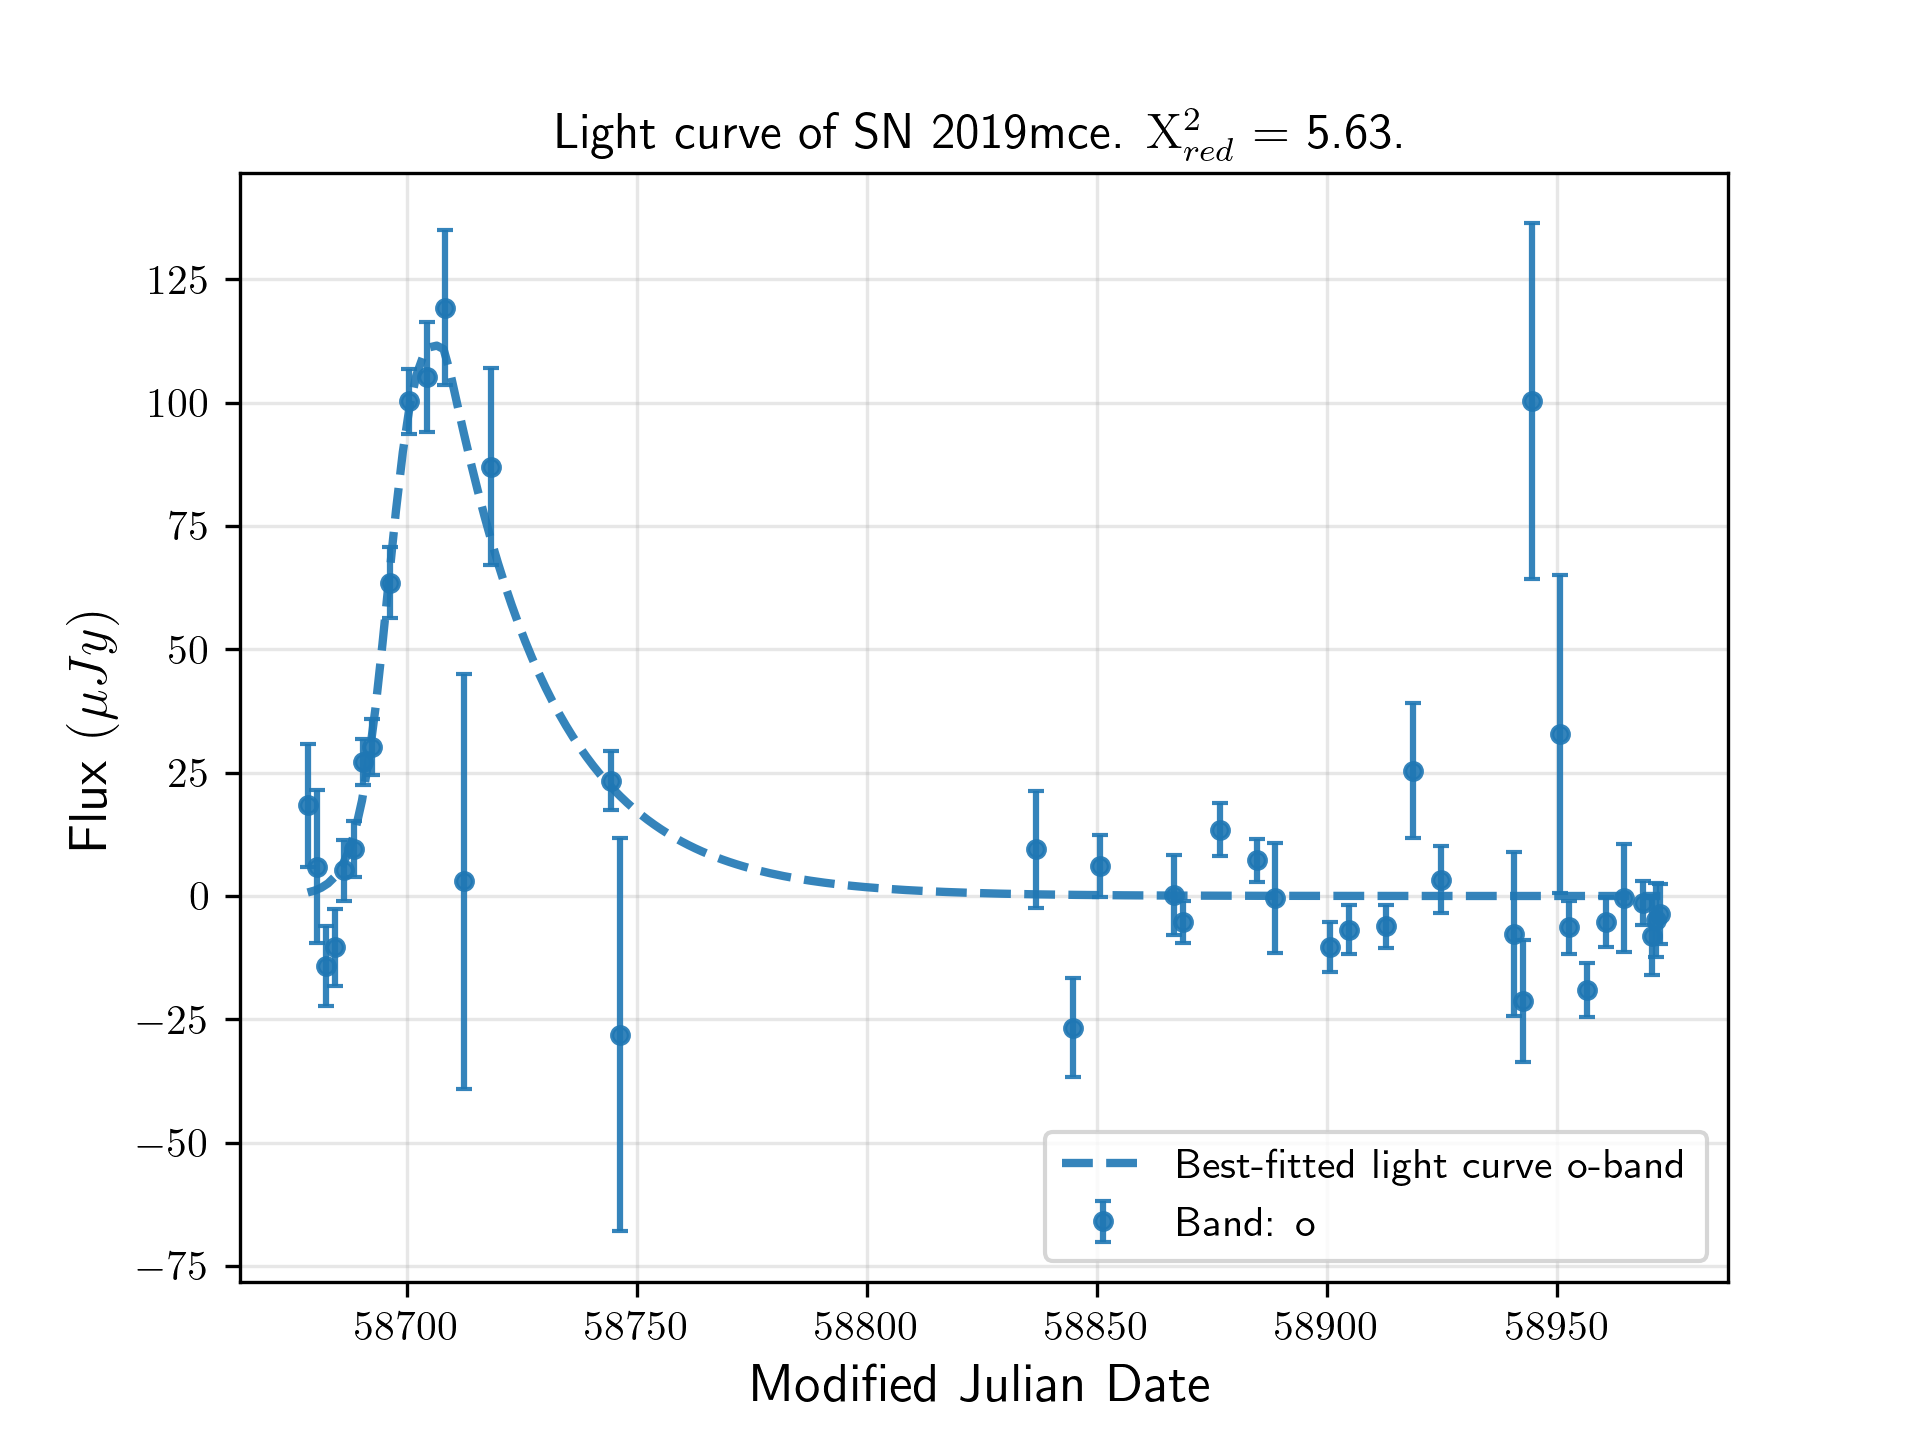 Light curve of SN 2019mce. X²_red = 5.63.
Flux (μJy)
125
100
75
50
25
0
−25
−50
−75
58700 58750 58800 58850 58900 58950
Modified Julian Date
Best-fitted light curve o-band
Band: o